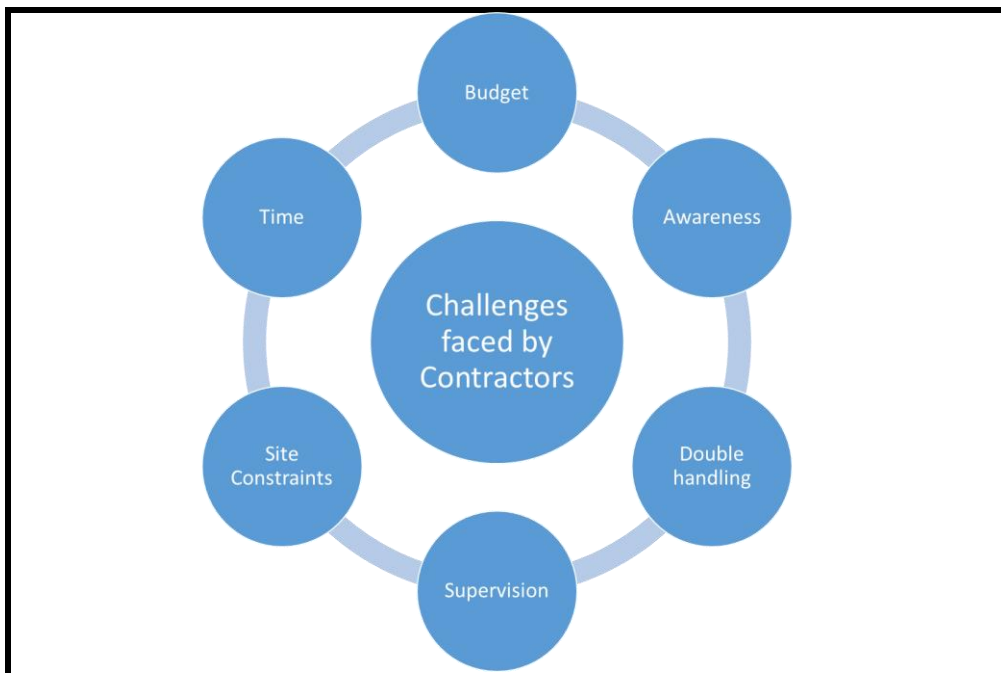 Budget
Awareness
Double
handling
Supervision
Site
Constraints
Time
Challenges
faced by
Contractors